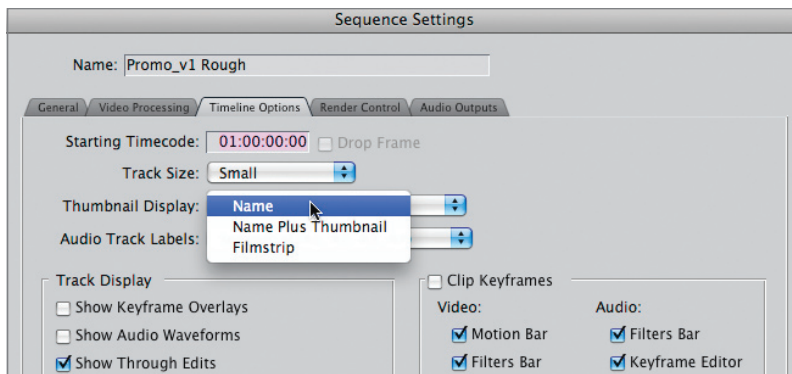 Sequence Settings
Name: Promo_v1 Rough
General Video Processing Timeline Options Render Control Audio Outputs
Starting Timecode: 01:00:00:00 Drop Frame
Track Size: Small
Thumbnail Display: Name
Name Plus Thumbnail
Audio Track Labels:
Filmstrip
Track Display
Clip Keyframes
Show Keyframe Overlays
Video: Audio:
Show Audio Waveforms
Motion Bar Filters Bar
Show Through Edits
Filters Bar Keyframe Editor